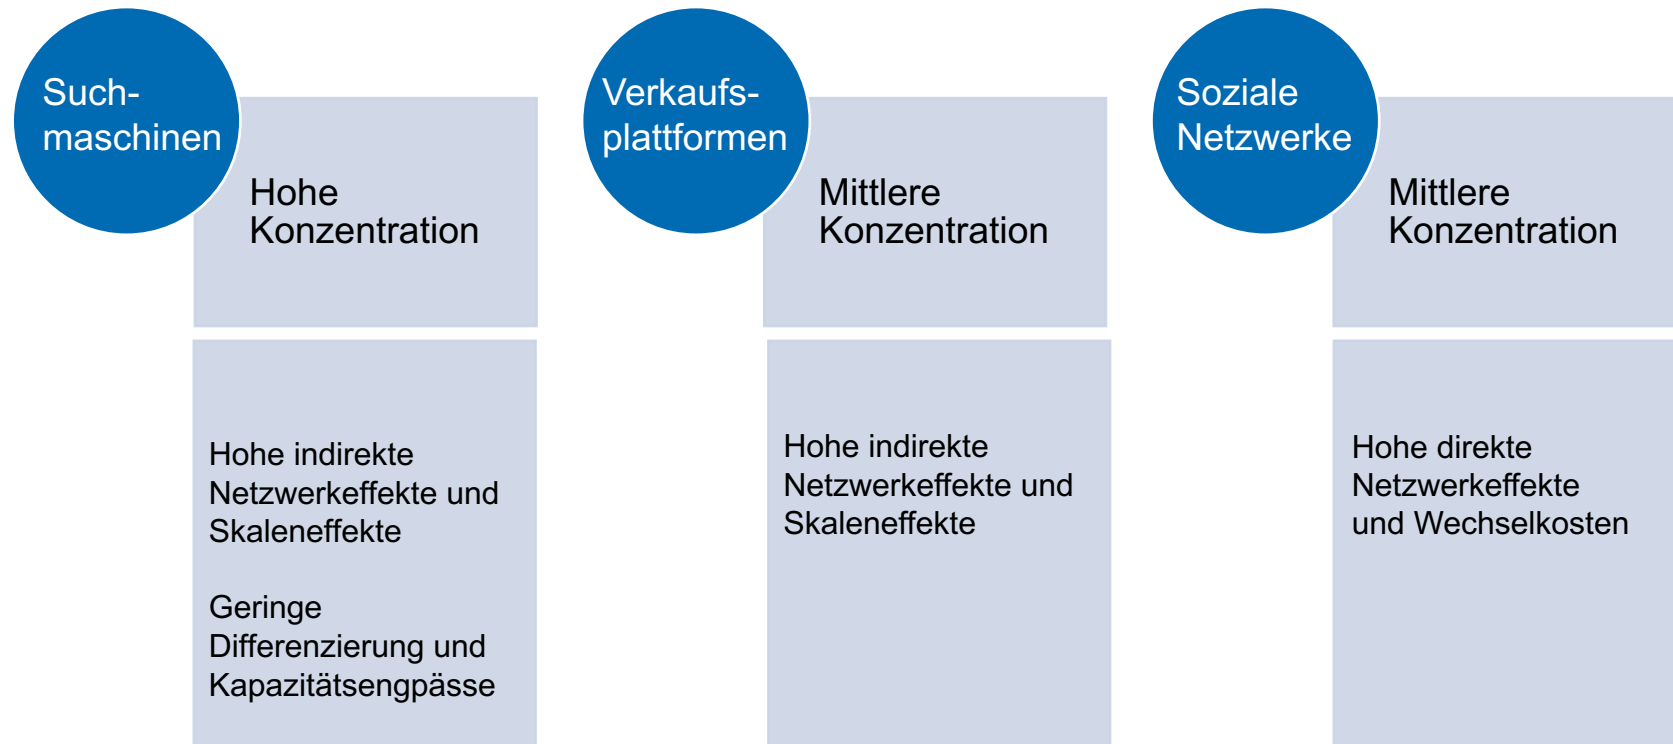 Such-
maschinen
Hohe
Konzentration
Hohe indirekte
Netzwerkeffekte und
Skaleneffekte
Geringe
Differenzierung und
Kapazitätsengpässe
Verkaufs-
plattformen
Mittlere
Konzentration
Hohe indirekte
Netzwerkeffekte und
Skaleneffekte
Soziale
Netzwerke
Mittlere
Konzentration
Hohe direkte
Netzwerkeffekte
und Wechselkosten